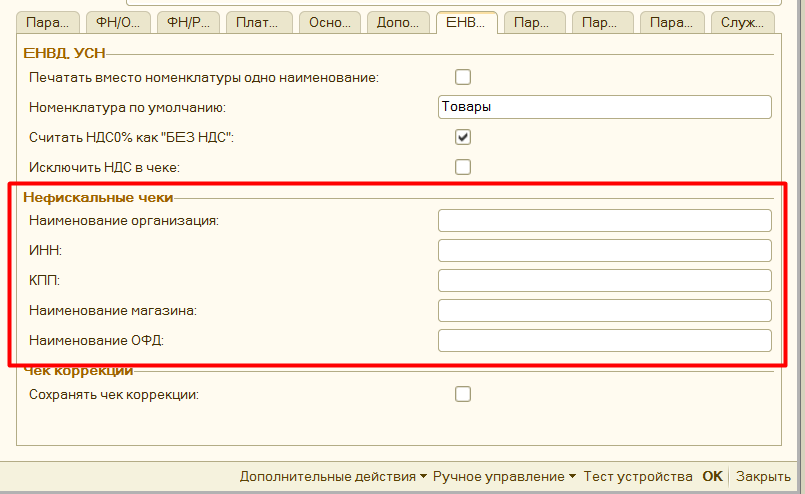 Пара... ФН/О... ФН/Р... Плат... Осно... Допо... ЕНВ... Пар... Пар... Пара... Служ...
ЕНВД, УСН
Печатать вместо номенклатуры одно наименование:
Номенклатура по умолчанию: Товары
Считать НДС0% как "БЕЗ НДС":
Исключить НДС в чеке:
Нефискальные чеки
Наименование организация:
ИНН:
КПП:
Наименование магазина:
Наименование ОФД:
Чек коррекции
Сохранять чек коррекции:
Дополнительные действия Ручное управление Тест устройства OK Закрыть